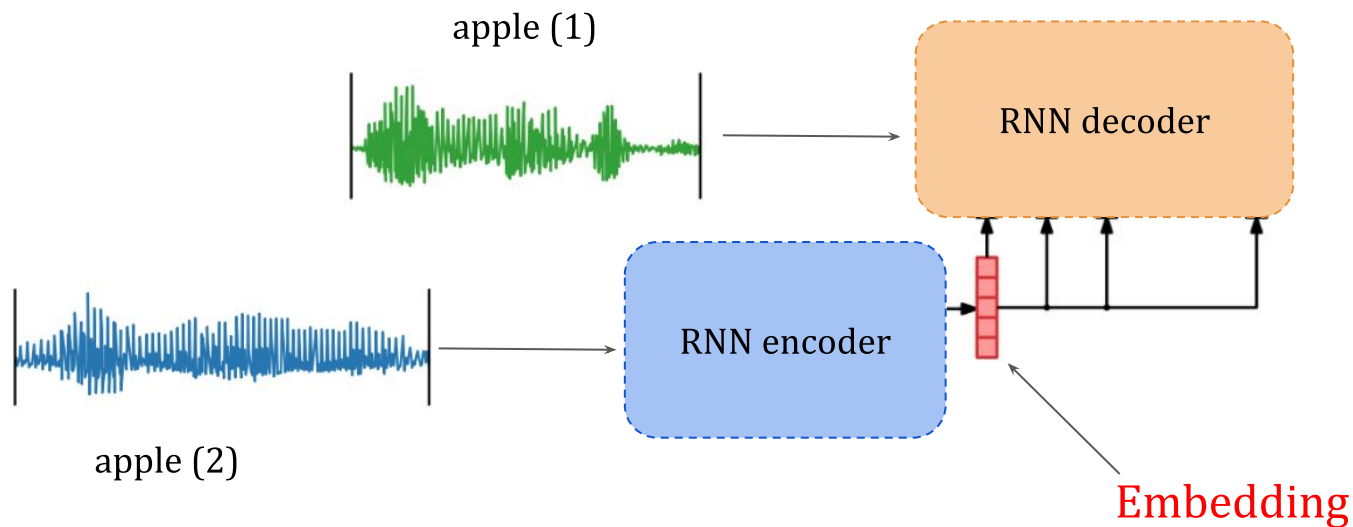 apple (1)
RNN decoder
RNN encoder
apple (2)
Embedding